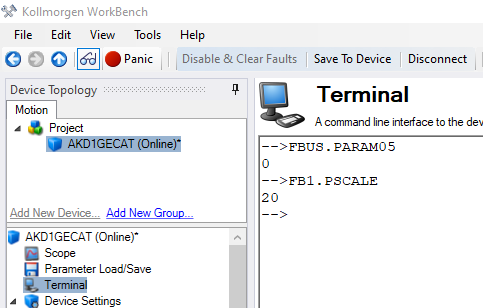 Kollmorgen WorkBench
File Edit View Tools Help
Panic Disable & Clear Faults Save To Device Disconnect
Device Topology
Motion
Project
AKD1GECAT (Online)*
Add New Device... Add New Group...
AKD1GECAT (Online)*
Scope
Parameter Load/Save
Terminal
Device Settings
Terminal
A command line interface to the dev
-->FBUS.PARAM05
0
-->FB1.PSCALE
20
-->